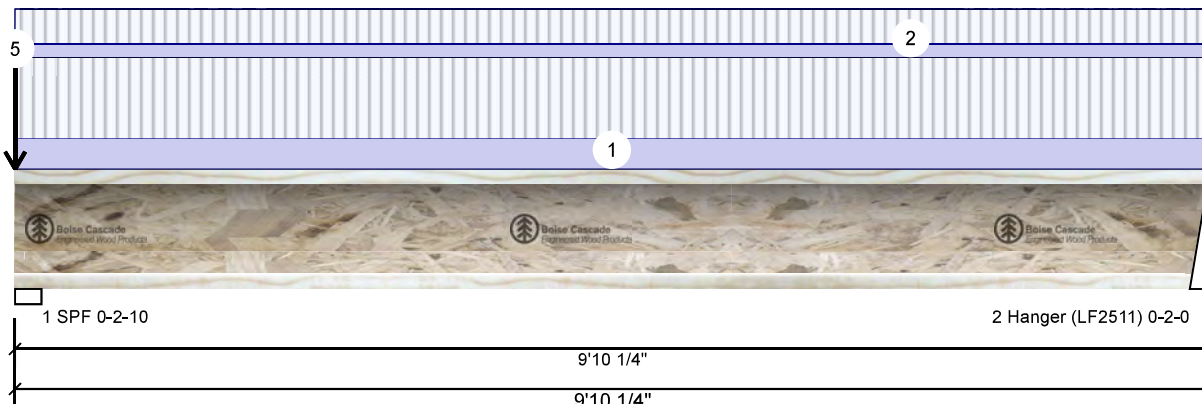 2
5
1
Boise Cascade
Engineered Wood Products
Boise Cascade
Engineered Wood Products
Boise Cascade
Engineered Wood Products
1 SPF 0-2-10
2 Hanger (LF2511) 0-2-0
9'10 1/4"
9'10 1/4"